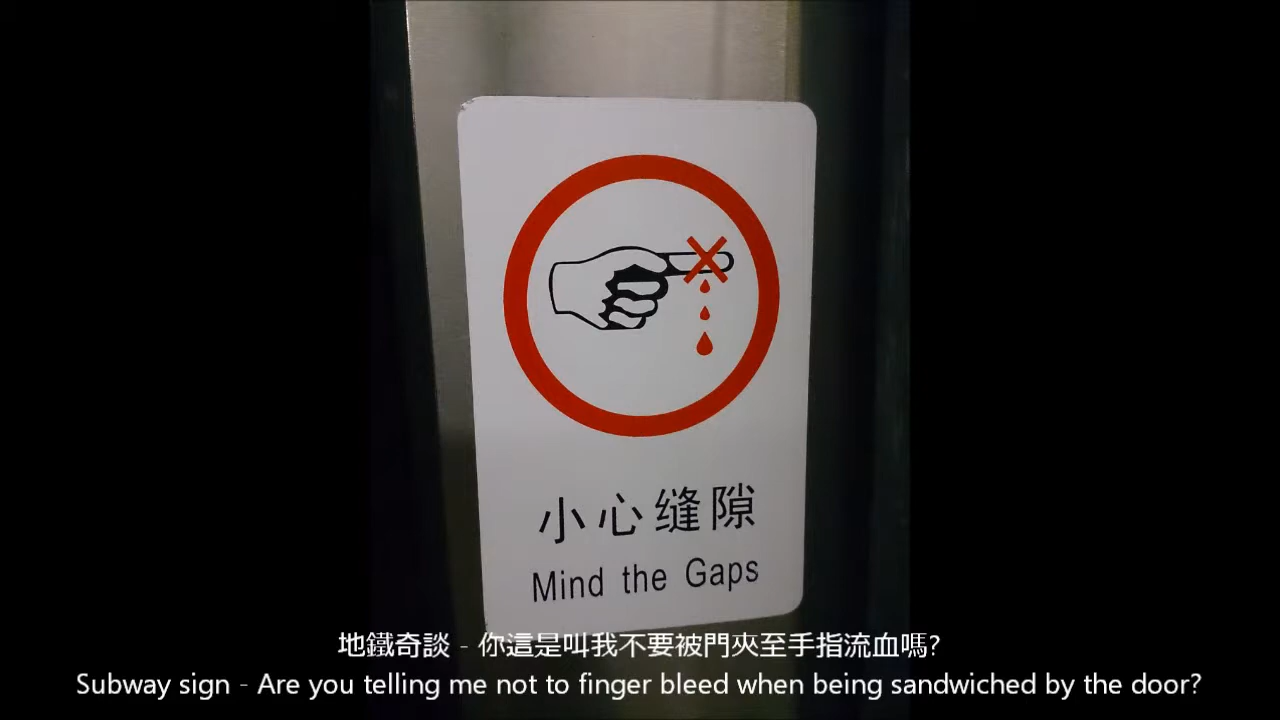 小心缝隙
Mind the Gaps
地鐵奇談 - 你這是叫我不要被門夾至手指流血嗎?
Subway sign - Are you telling me not to finger bleed when being sandwiched by the door?